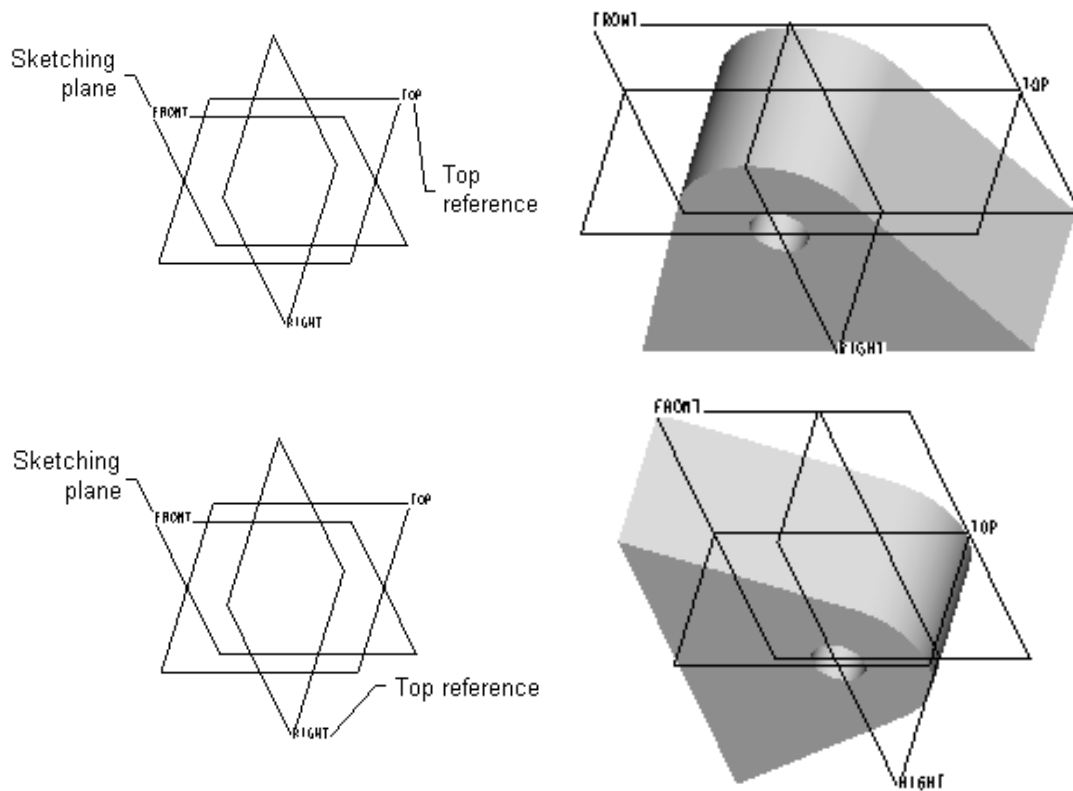 Sketching
plane
FRONT
TOP
Top
reference
RIGHT
FRONT
TOP
RIGHT
Sketching
plane
FRONT
TOP
Top reference
RIGHT
FRONT
TOP
RIGHT